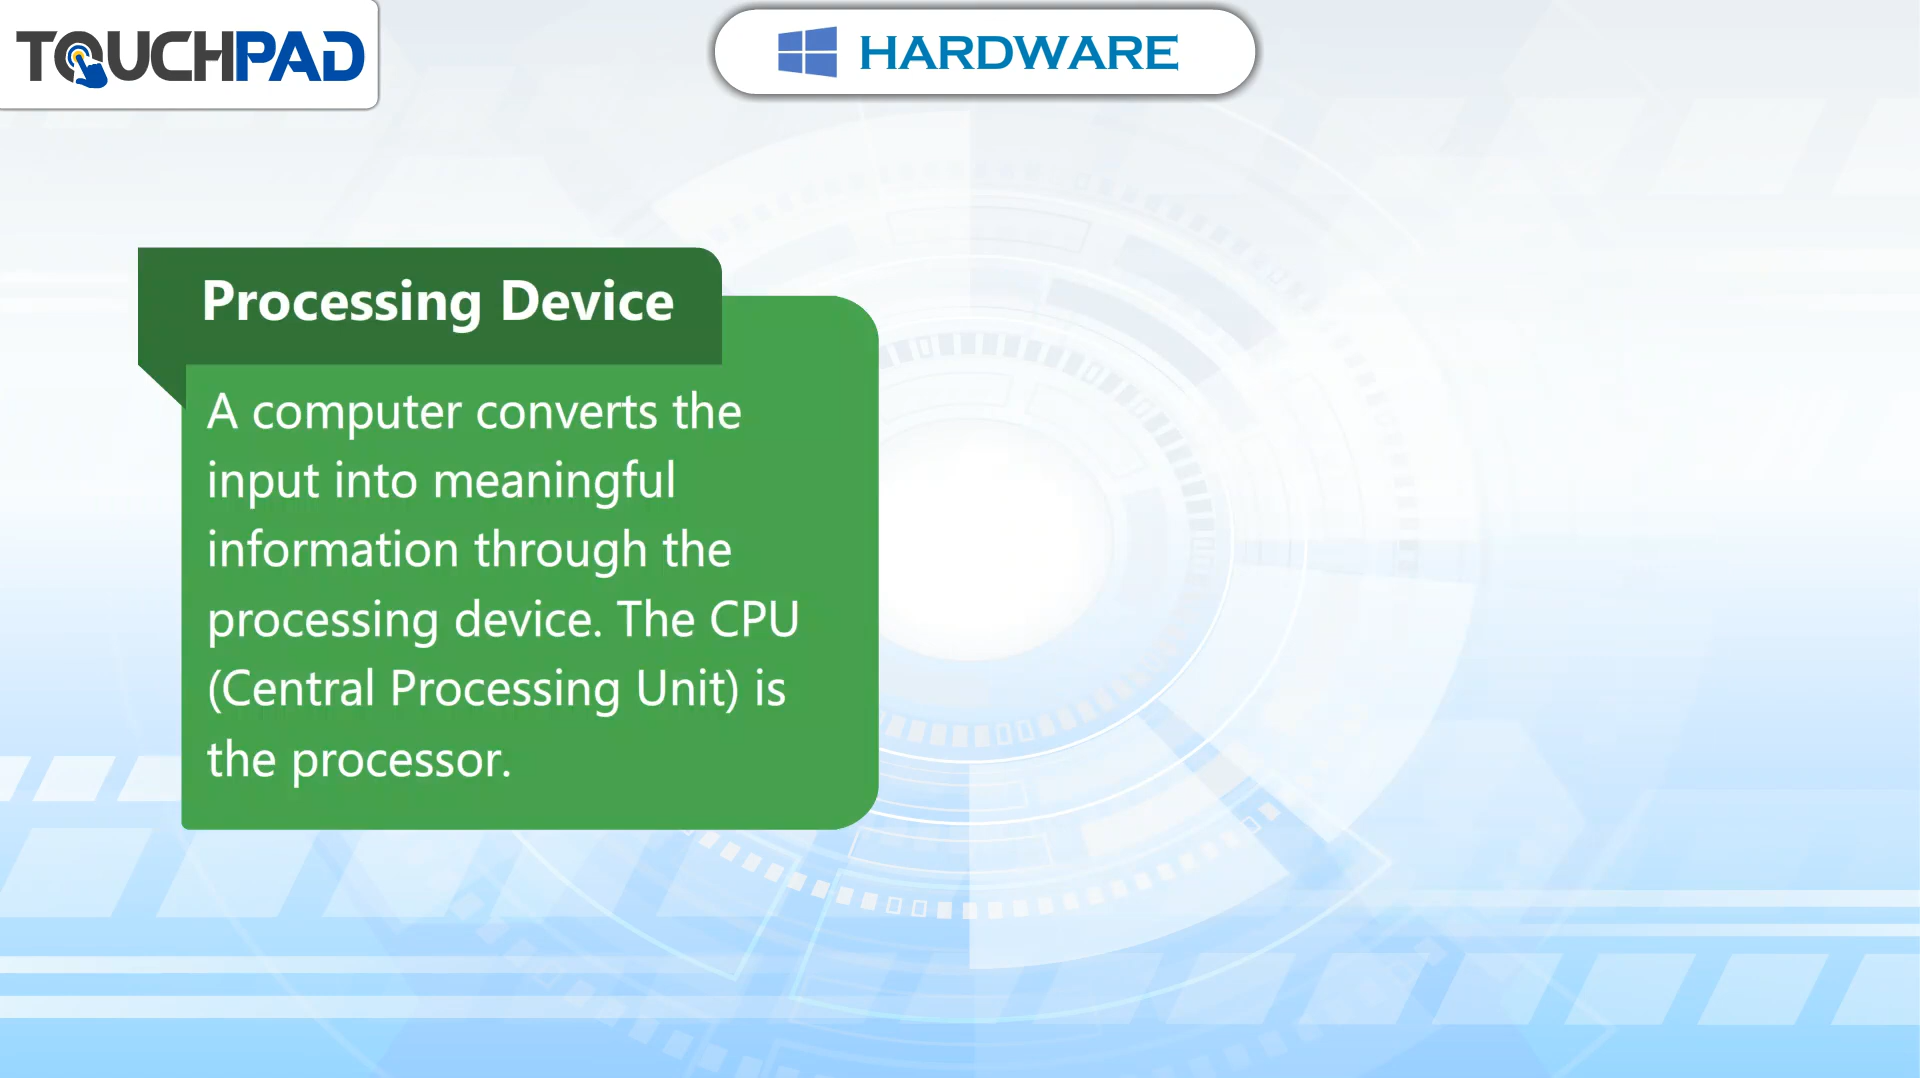 TOUCHPAD
HARDWARE
Processing Device
A computer converts the
input into meaningful
information through the
processing device. The CPU
(Central Processing Unit) is
the processor.